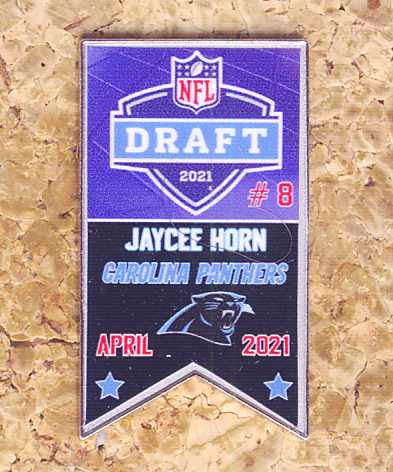 NFL
DRAFT
2021
# 8
JAYCEE HORN
CAROLINA PANTHERS
APRIL 2021